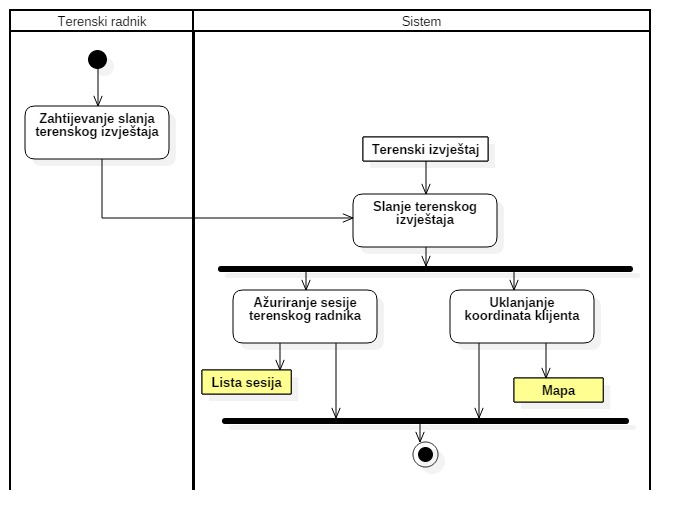 Terenski radnik
Sistem
Zahtijevanje slanja
terenskog izvještaja
Terenski izvještaj
Slanje terenskog
izvještaja
Ažuriranje sesije
terenskog radnika
Uklanjanje
koordinata klijenta
Lista sesija
Mapa